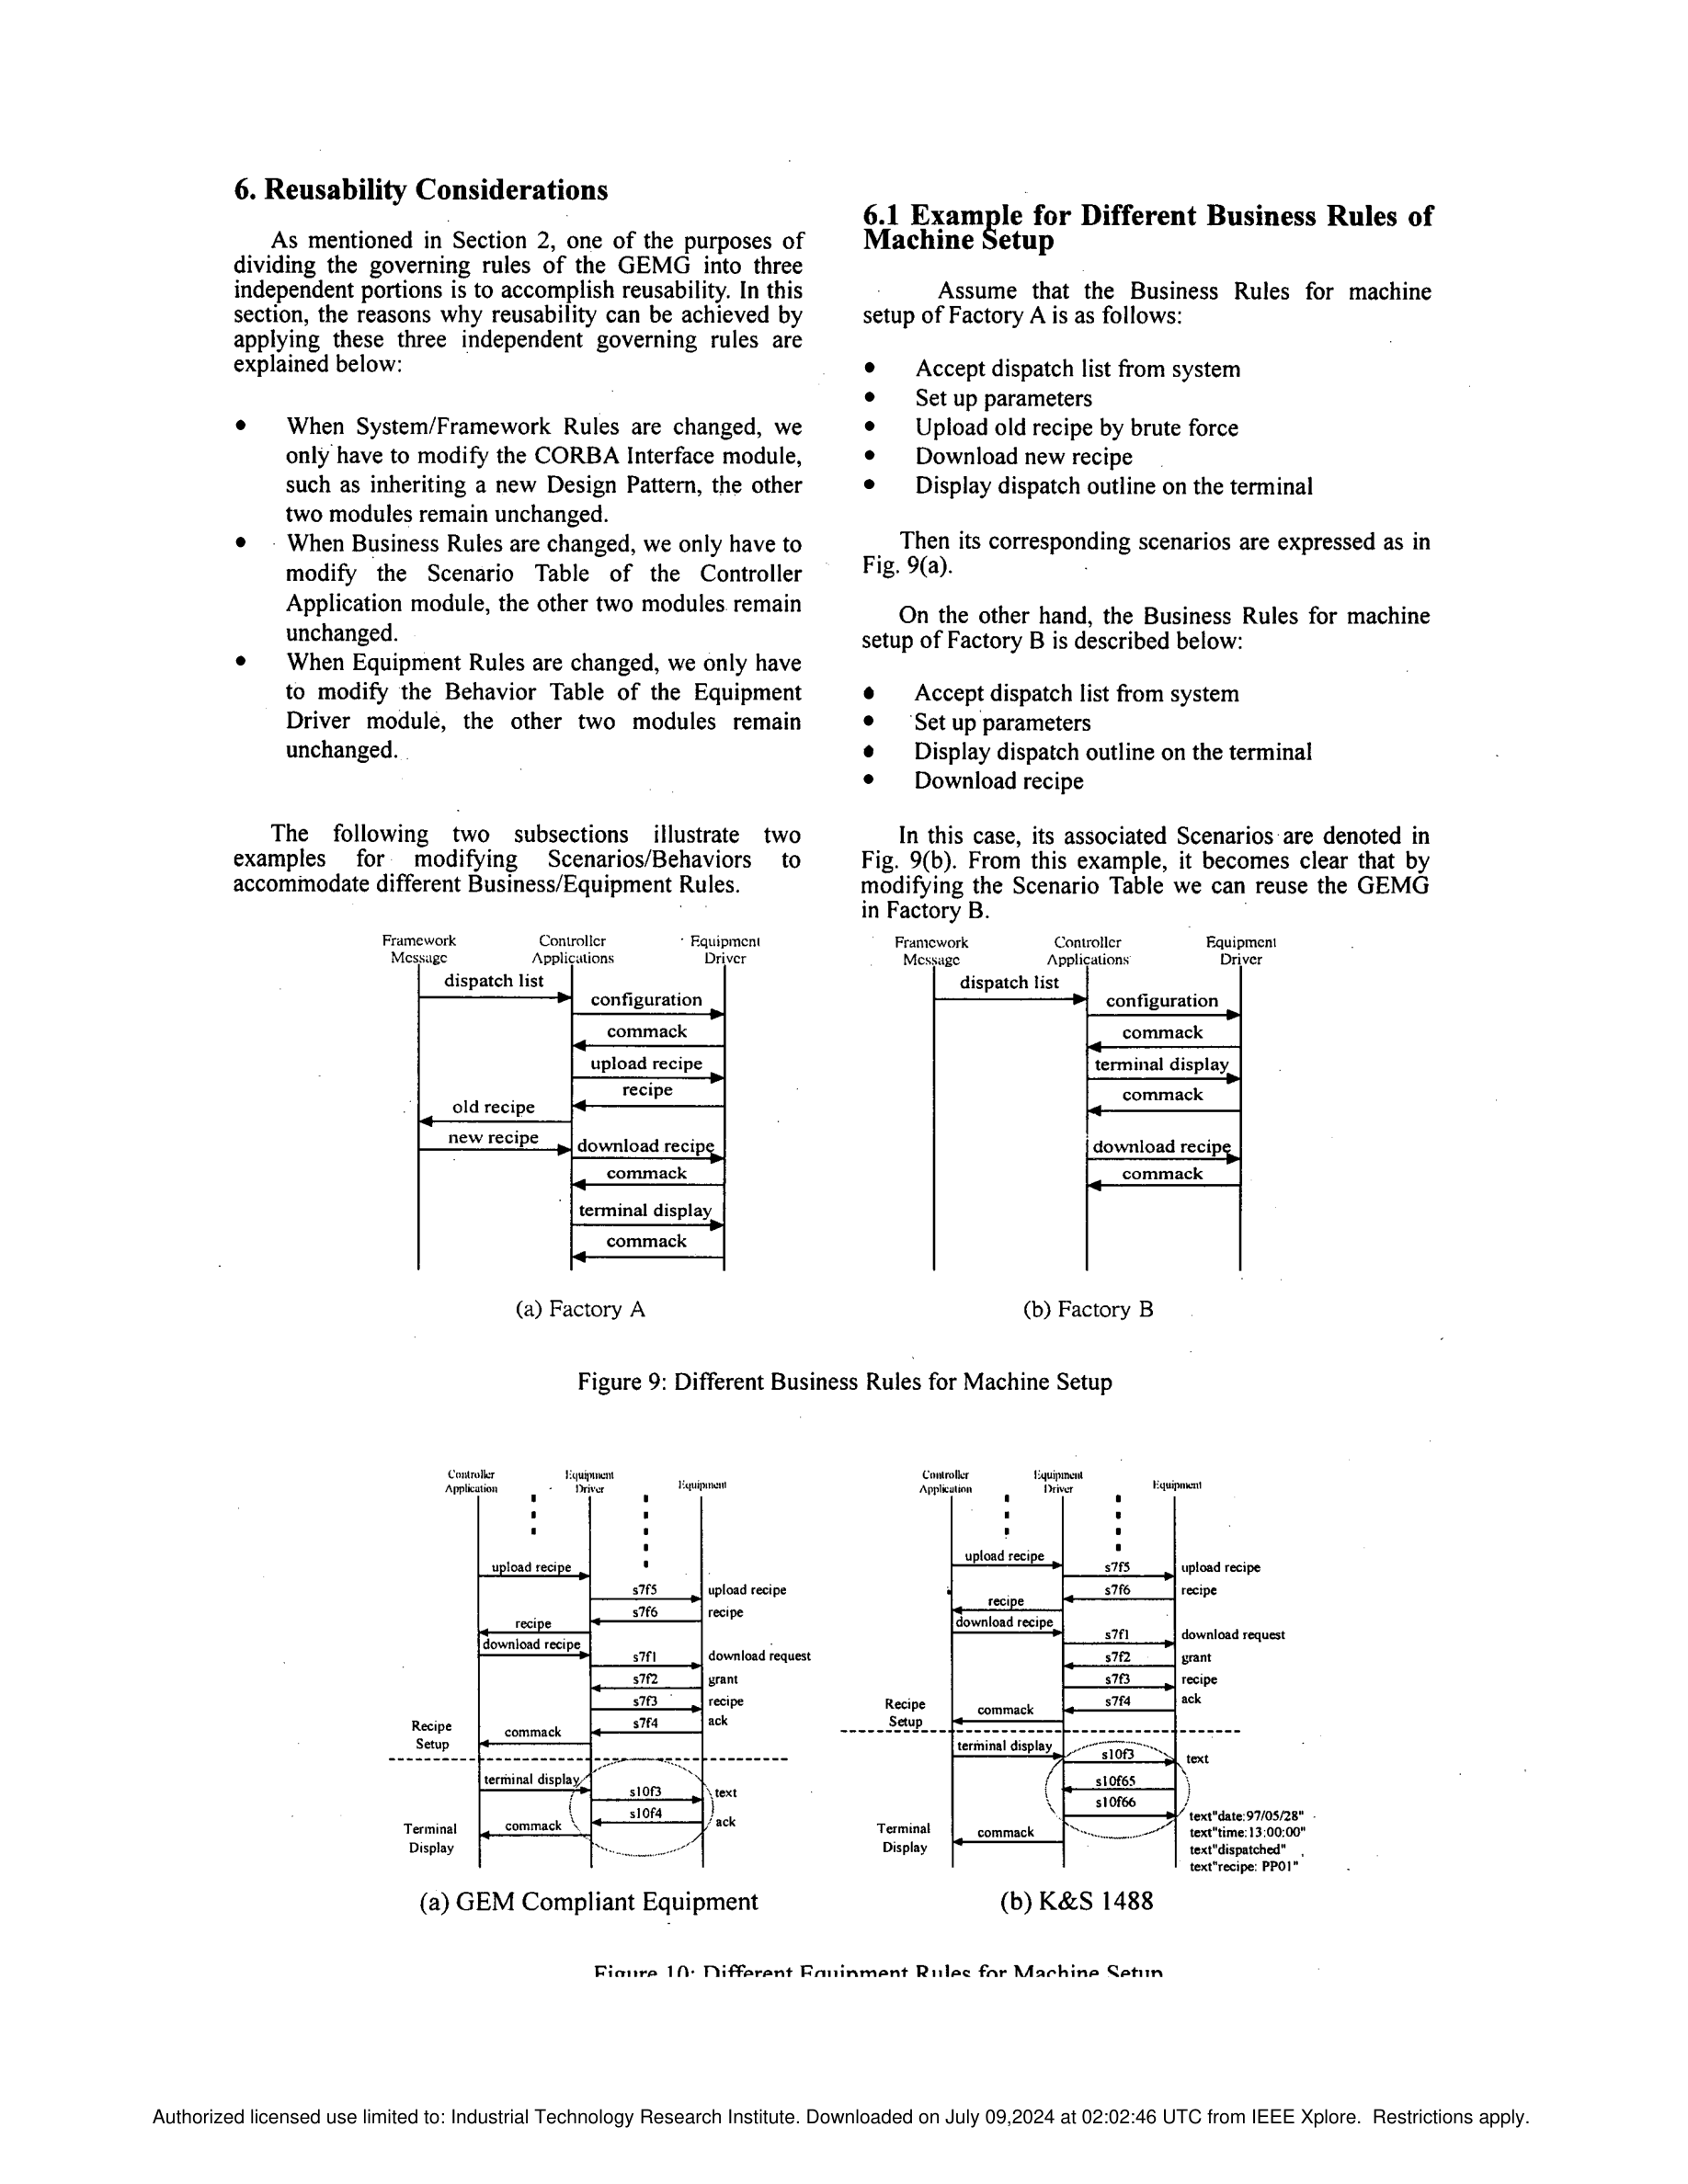 6. Reusability Considerations
As mentioned in Section 2, one of the purposes of
dividing the governing rules of the GEMG into three
independent portions is to accomplish reusability. In this
section, the reasons why reusability can be achieved by
applying these three independent governing rules are
explained below:
• When System/Framework Rules are changed, we
only have to modify the CORBA Interface module,
such as inheriting a new Design Pattern, the other
two modules remain unchanged.
• When Business Rules are changed, we only have to
modify the Scenario Table of the Controller
Application module, the other two modules remain
unchanged.
• When Equipment Rules are changed, we only have
to modify the Behavior Table of the Equipment
Driver module, the other two modules remain
unchanged.
The following two subsections illustrate two
examples for modifying Scenarios/Behaviors to
accommodate different Business/Equipment Rules.
6.1 Example for Different Business Rules of
Machine Setup
Assume that the Business Rules for machine
setup of Factory A is as follows:
• Accept dispatch list from system
• Set up parameters
• Upload old recipe by brute force
• Download new recipe
• Display dispatch outline on the terminal
Then its corresponding scenarios are expressed as in
Fig. 9(a).
On the other hand, the Business Rules for machine
setup of Factory B is described below:
• Accept dispatch list from system
• Set up parameters
• Display dispatch outline on the terminal
• Download recipe
In this case, its associated Scenarios are denoted in
Fig. 9(b). From this example, it becomes clear that by
modifying the Scenario Table we can reuse the GEMG
in Factory B.
Framework Controller Equipment
Message Applications Driver
dispatch list
configuration
commack
upload recipe
recipe
old recipe
new recipe
download recipe
commack
terminal display
commack
(a) Factory A
Framework Controller Equipment
Message Applications Driver
dispatch list
configuration
commack
terminal display
commack
download recipe
commack
(b) Factory B
Figure 9: Different Business Rules for Machine Setup
Controller Equipment
Application Driver Equipment
upload recipe
s7f5 upload recipe
s7f6 recipe
recipe
download recipe
s7f1 download request
s7f2 grant
s7f3 recipe
s7f4 ack
Recipe
Setup
commack
terminal display
s10f3 text
s10f4 ack
commack
Terminal
Display
(a) GEM Compliant Equipment
Controller Equipment
Application Driver Equipment
upload recipe
s7f5 upload recipe
s7f6 recipe
recipe
download recipe
s7f1 download request
s7f2 grant
s7f3 recipe
s7f4 ack
Recipe
Setup
commack
terminal display
s10f3 text
s10f65
s10f66
text"date:97/05/28"
text"time:13:00:00"
text"dispatched"
text"recipe: PP01"
commack
Terminal
Display
(b) K&S 1488
Figure 10: Different Equipment Rules for Machine Setup
Authorized licensed use limited to: Industrial Technology Research Institute. Downloaded on July 09,2024 at 02:02:46 UTC from IEEE Xplore. Restrictions apply.